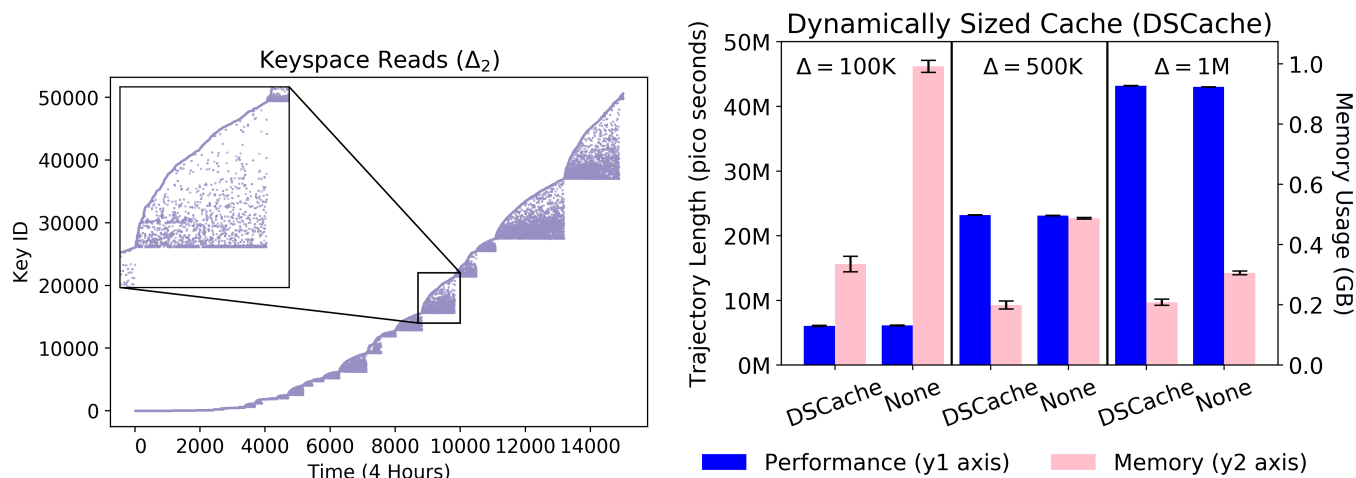 Keyspace Reads (Δ₂)
Key ID
50000
40000
30000
20000
10000
0
0 2000 4000 6000 8000 10000 12000 14000
Time (4 Hours)
Dynamically Sized Cache (DSCache)
Trajectory Length (pico seconds)
50M
40M
30M
20M
10M
0M
Δ = 100K Δ = 500K Δ = 1M
1.0
0.8
0.6
0.4
0.2
0.0
Memory Usage (GB)
DSCache None DSCache None DSCache None
Performance (y1 axis) Memory (y2 axis)